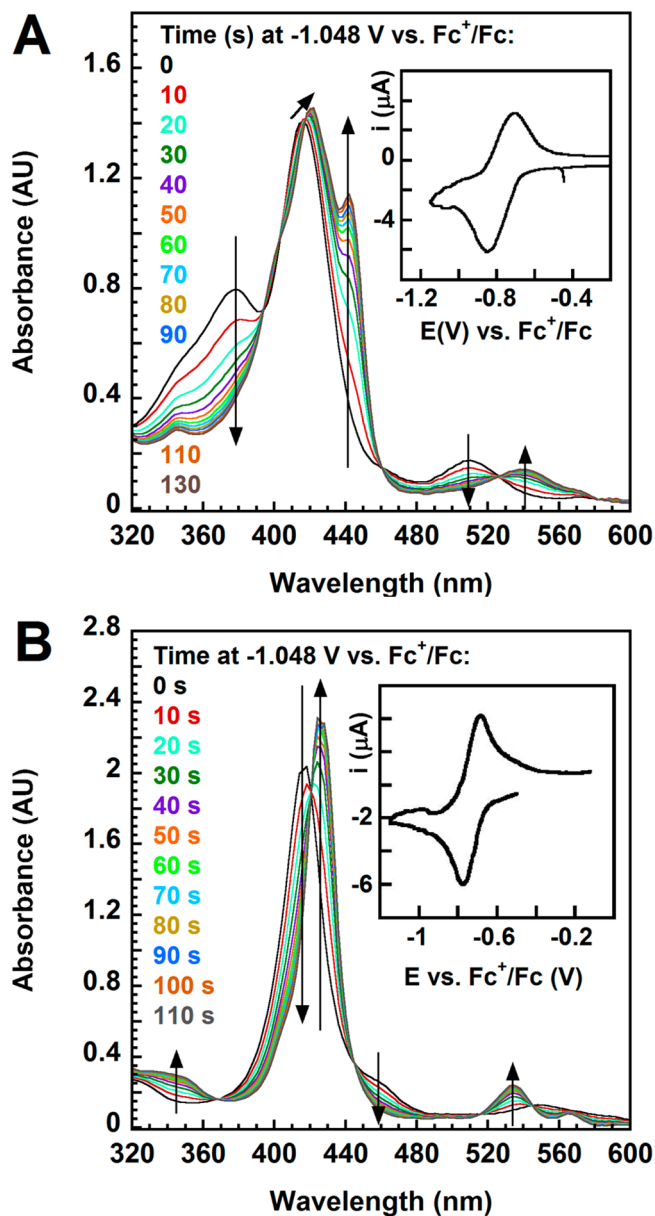 A
Time (s) at -1.048 V vs. Fc+/Fc:
0
10
20
30
40
50
60
70
80
90
110
130
1.6
1.2
0.8
0.4
0
Absorbance (AU)
320 360 400 440 480 520 560 600
Wavelength (nm)
i (µA)
0
-4
-1.2 -0.8 -0.4
E(V) vs. Fc+/Fc
B
Time at -1.048 V vs. Fc+/Fc:
0 s
10 s
20 s
30 s
40 s
50 s
60 s
70 s
80 s
90 s
100 s
110 s
2.8
2.4
2
1.6
1.2
0.8
0.4
0
Absorbance (AU)
320 360 400 440 480 520 560 600
Wavelength (nm)
i (µA)
-2
-6
-1 -0.6 -0.2
E vs. Fc+/Fc (V)